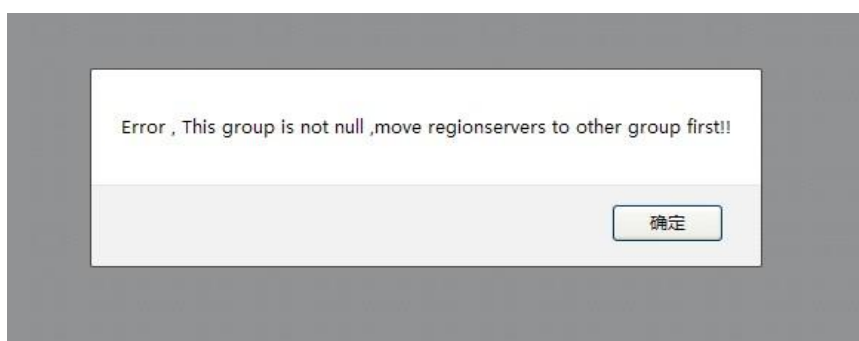 Error , This group is not null ,move regionservers to other group first!!
确定